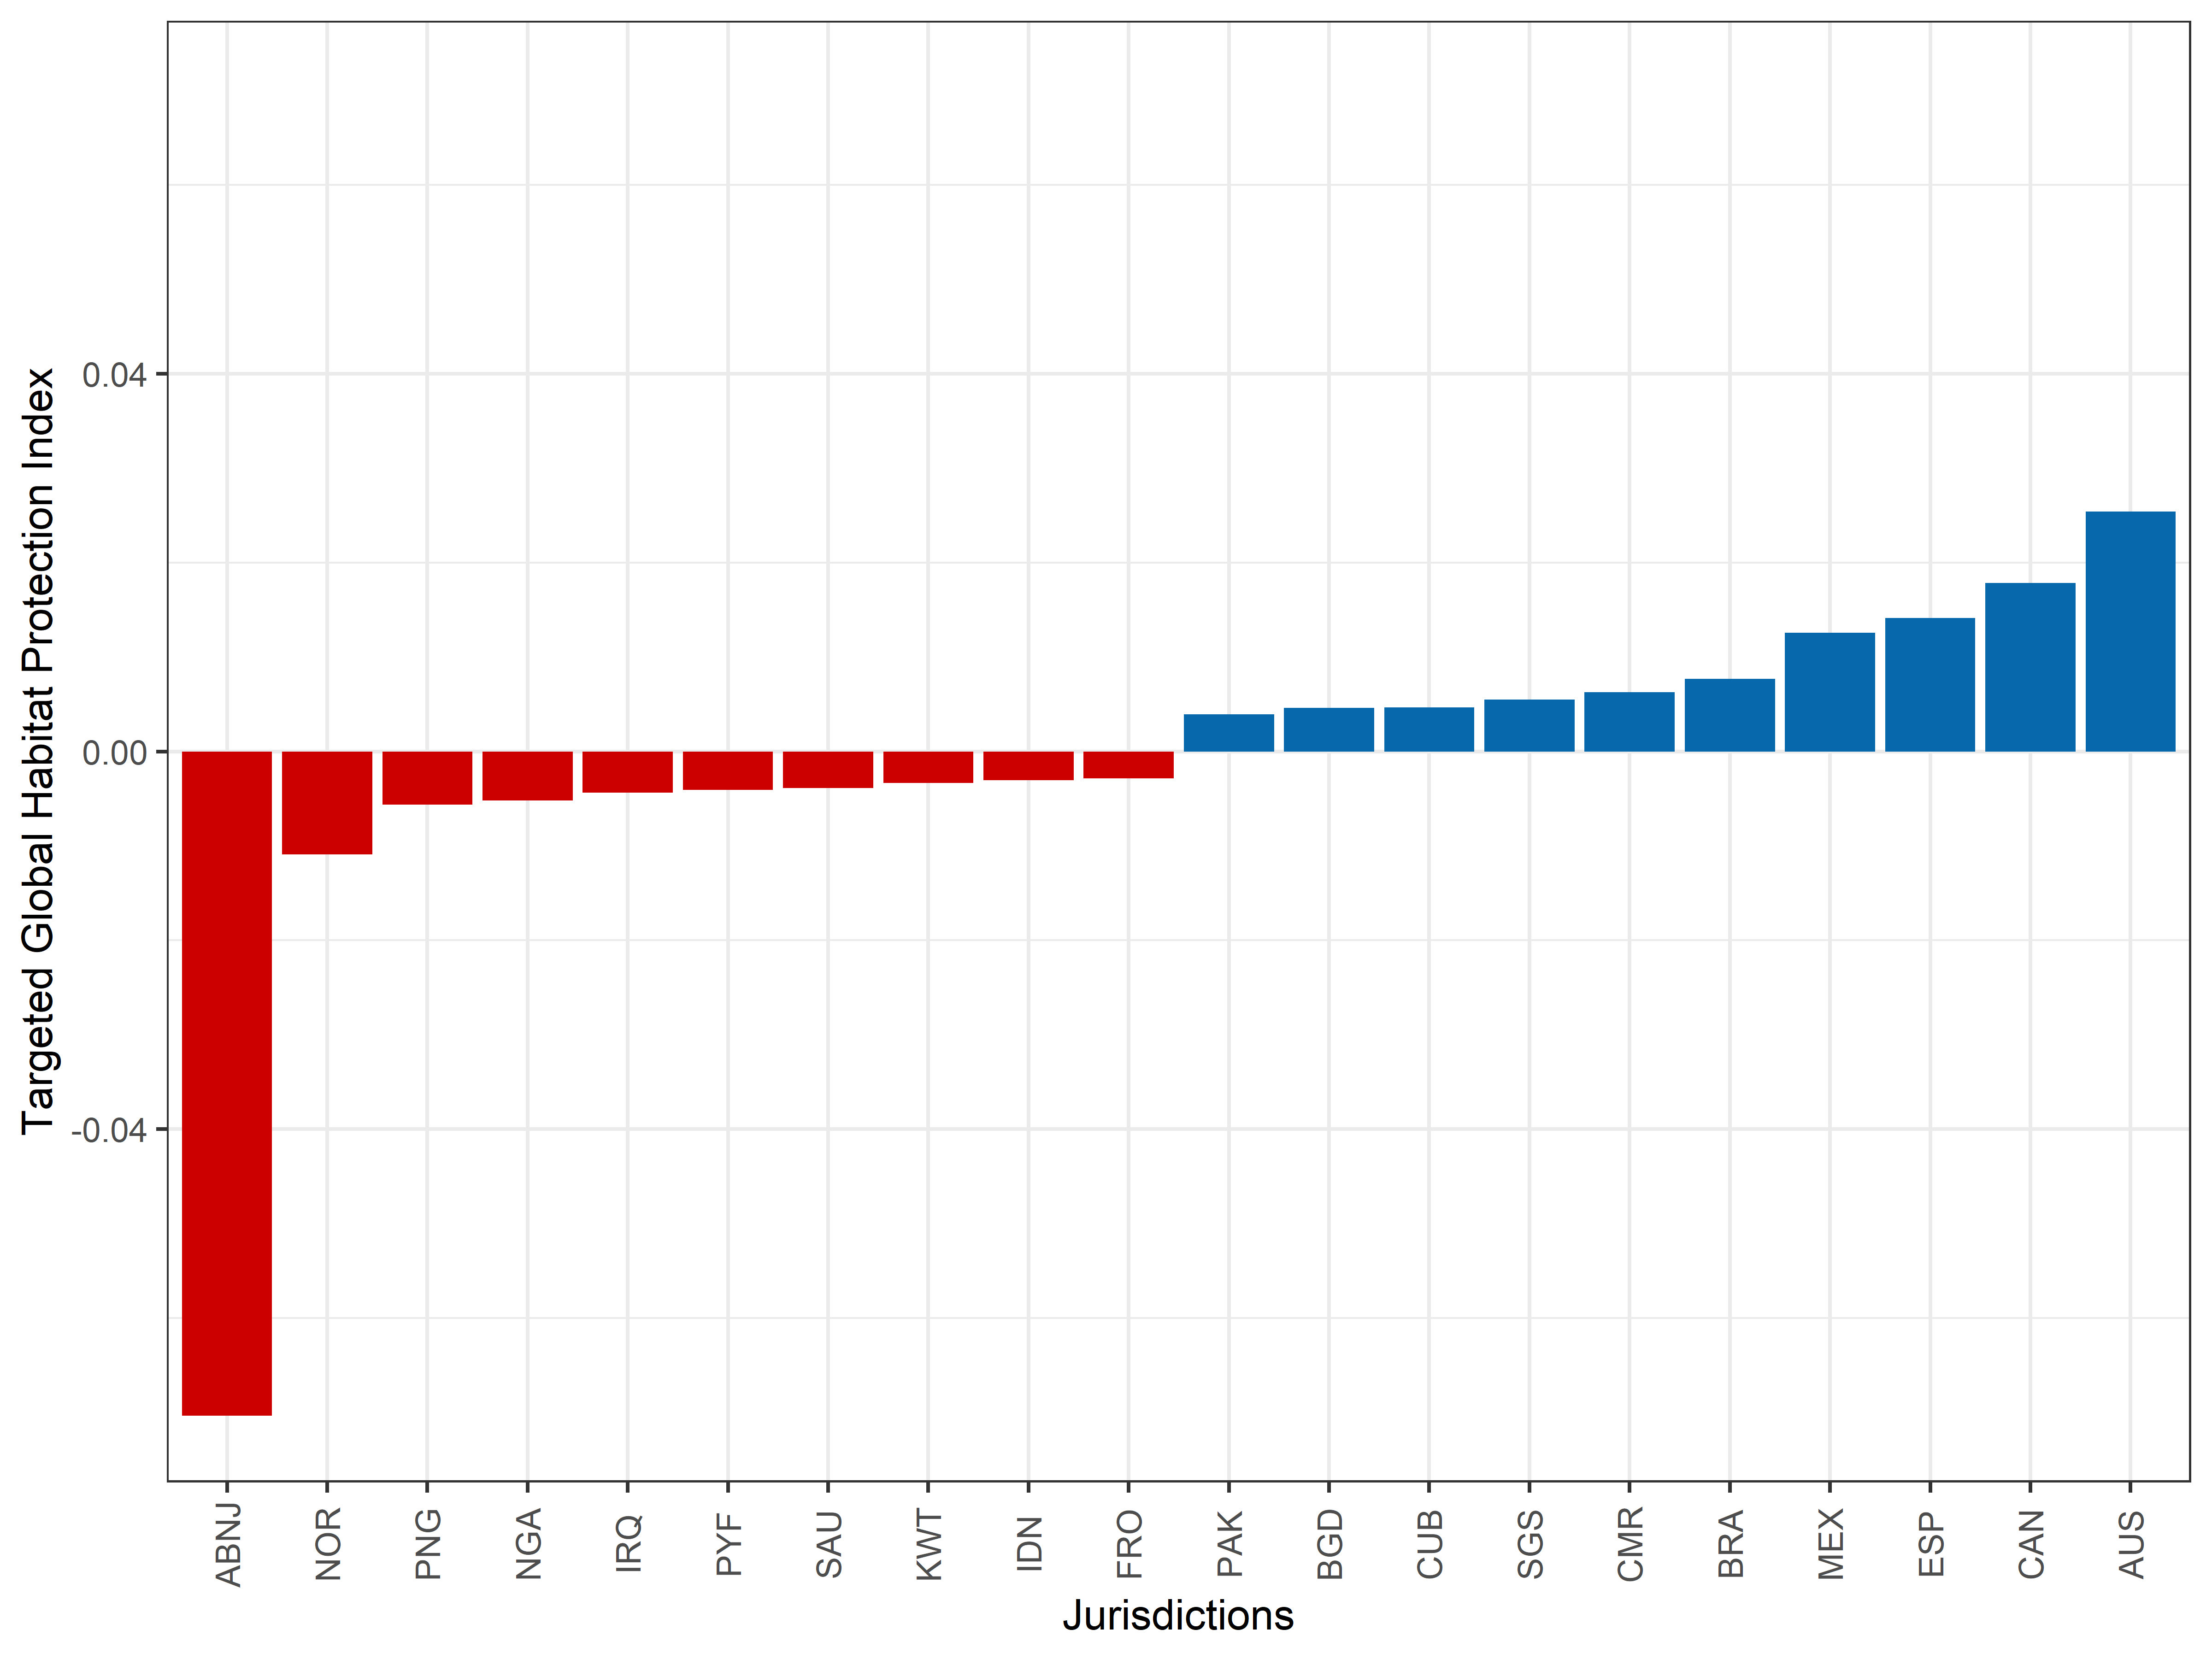 Targeted Global Habitat Protection Index
0.04
0.00
-0.04
ABNJ
NOR
PNG
NGA
IRQ
PYF
SAU
KWT
IDN
FRO
PAK
BGD
CUB
SGS
CMR
BRA
MEX
ESP
CAN
AUS
Jurisdictions